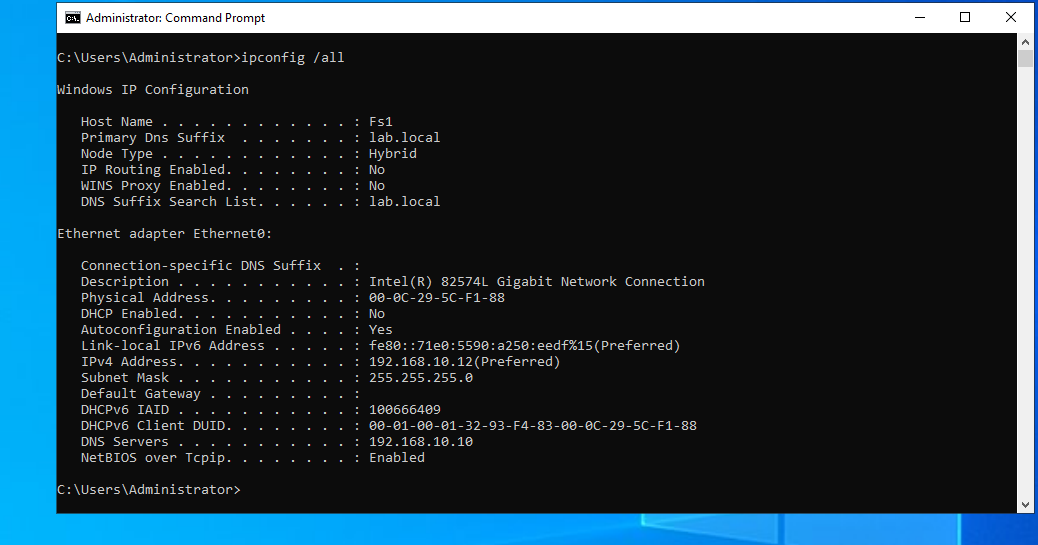 Administrator: Command Prompt
C:\Users\Administrator>ipconfig /all
Windows IP Configuration
Host Name . . . . . . . . . . . . : Fs1
Primary Dns Suffix  . . . . . . . : lab.local
Node Type . . . . . . . . . . . . : Hybrid
IP Routing Enabled. . . . . . . . : No
WINS Proxy Enabled. . . . . . . . : No
DNS Suffix Search List. . . . . . : lab.local
Ethernet adapter Ethernet0:
Connection-specific DNS Suffix  . :
Description . . . . . . . . . . . : Intel(R) 82574L Gigabit Network Connection
Physical Address. . . . . . . . . : 00-0C-29-5C-F1-88
DHCP Enabled. . . . . . . . . . . : No
Autoconfiguration Enabled . . . . : Yes
Link-local IPv6 Address . . . . . : fe80::71e0:5590:a250:eedf%15(Preferred)
IPv4 Address. . . . . . . . . . . : 192.168.10.12(Preferred)
Subnet Mask . . . . . . . . . . . : 255.255.255.0
Default Gateway . . . . . . . . . :
DHCPv6 IAID . . . . . . . . . . . : 100666409
DHCPv6 Client DUID. . . . . . . . : 00-01-00-01-32-93-F4-83-00-0C-29-5C-F1-88
DNS Servers . . . . . . . . . . . : 192.168.10.10
NetBIOS over Tcpip. . . . . . . . : Enabled
C:\Users\Administrator>